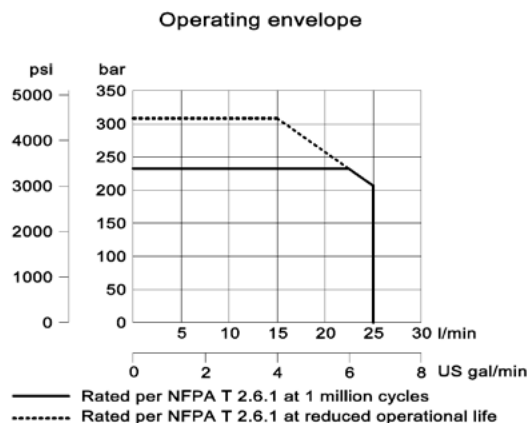 Operating envelope
psi bar
5000 350
4000 300
3000 250
2000 200
1000 150
0 100
50
0
5 10 15 20 25 30 l/min
0 2 4 6 8 US gal/min
Rated per NFPA T 2.6.1 at 1 million cycles
Rated per NFPA T 2.6.1 at reduced operational life